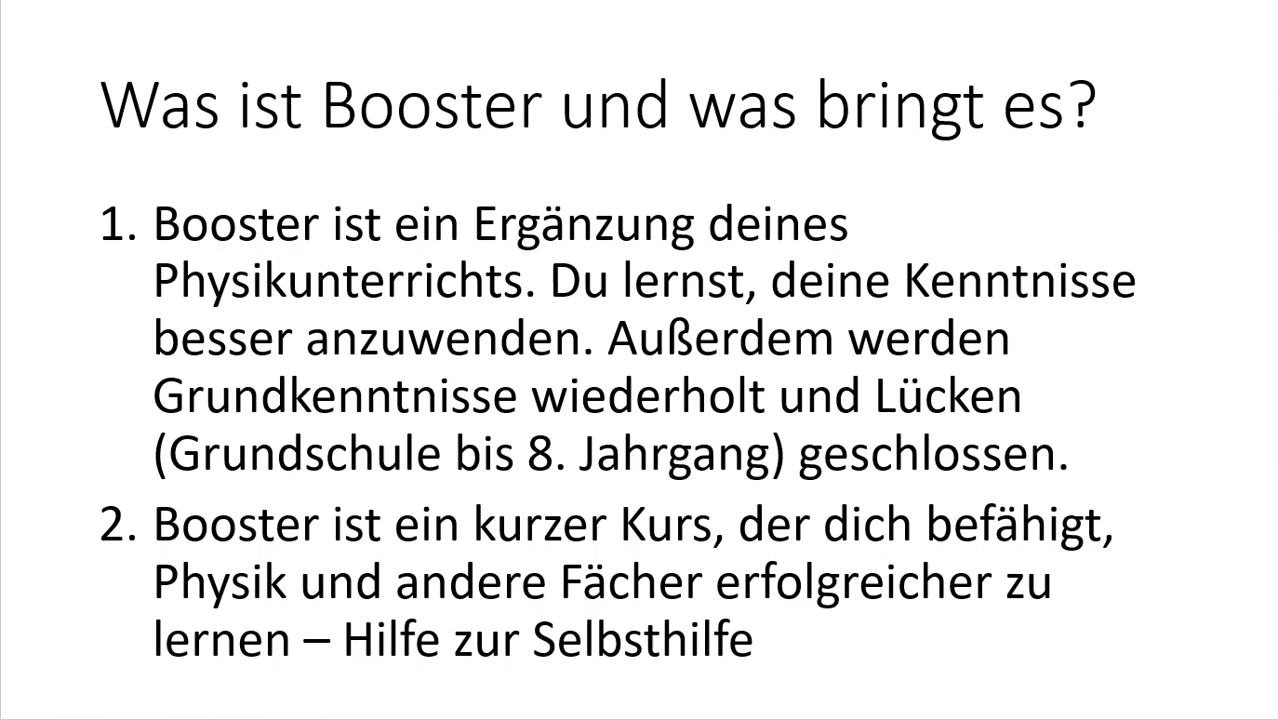 Was ist Booster und was bringt es?
1. Booster ist ein Ergänzung deines
Physikunterrichts. Du lernst, deine Kenntnisse
besser anzuwenden. Außerdem werden
Grundkenntnisse wiederholt und Lücken
(Grundschule bis 8. Jahrgang) geschlossen.
2. Booster ist ein kurzer Kurs, der dich befähigt,
Physik und andere Fächer erfolgreicher zu
lernen – Hilfe zur Selbsthilfe